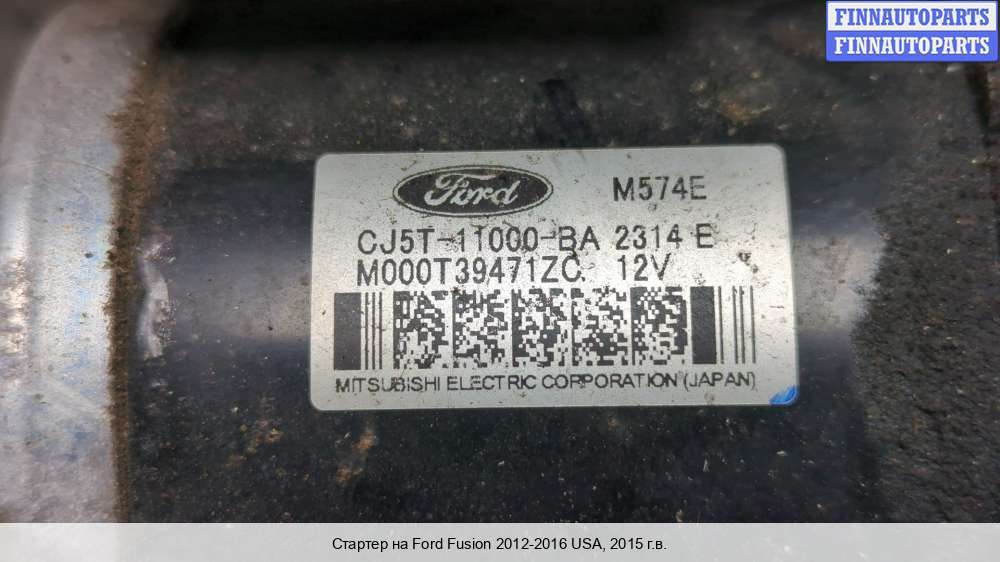 FINNAUTOPARTS
FINNAUTOPARTS
Ford M574E
CJ5T-11000-BA 2314 E
M000T39471ZC 12V
MITSUBISHI ELECTRIC CORPORATION (JAPAN)
Стартер на Ford Fusion 2012-2016 USA, 2015 г.в.